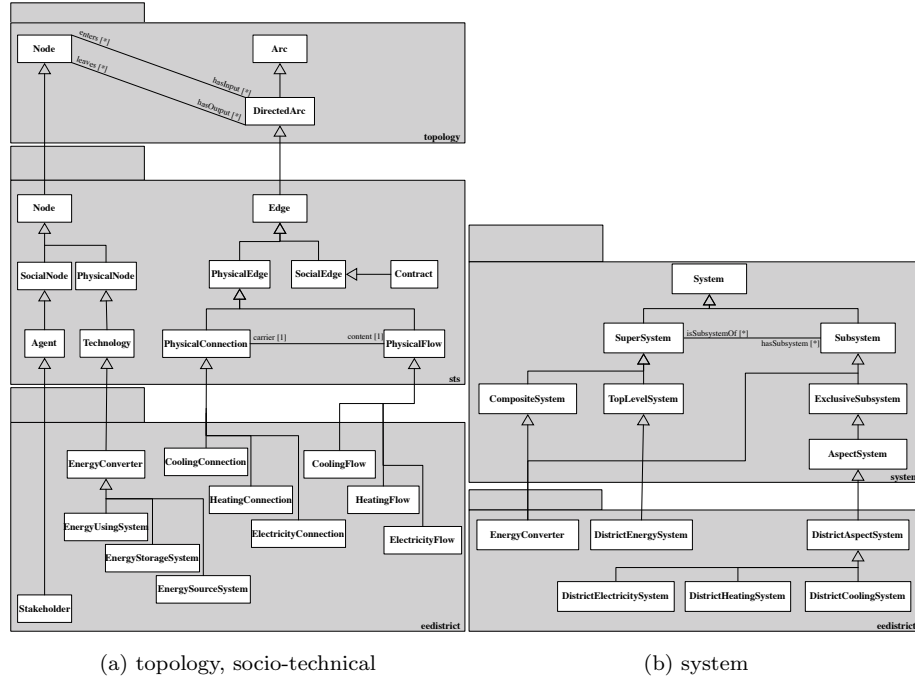 Node
enters [*]
leaves [*]
hasInput [*]
hasOutput [*]
Arc
DirectedArc
topology
Node
Edge
SocialNode
PhysicalNode
PhysicalEdge
SocialEdge
Contract
Agent
Technology
PhysicalConnection
carrier [1]
content [1]
PhysicalFlow
sts
EnergyConverter
CoolingConnection
CoolingFlow
HeatingConnection
HeatingFlow
EnergyUsingSystem
ElectricityConnection
ElectricityFlow
EnergyStorageSystem
EnergySourceSystem
Stakeholder
eedistrict
(a) topology, socio-technical
System
SuperSystem
isSubsystemOf [*]
hasSubsystem [*]
Subsystem
CompositeSystem
TopLevelSystem
ExclusiveSubsystem
AspectSystem
system
EnergyConverter
DistrictEnergySystem
DistrictAspectSystem
DistrictElectricitySystem
DistrictHeatingSystem
DistrictCoolingSystem
eedistrict
(b) system